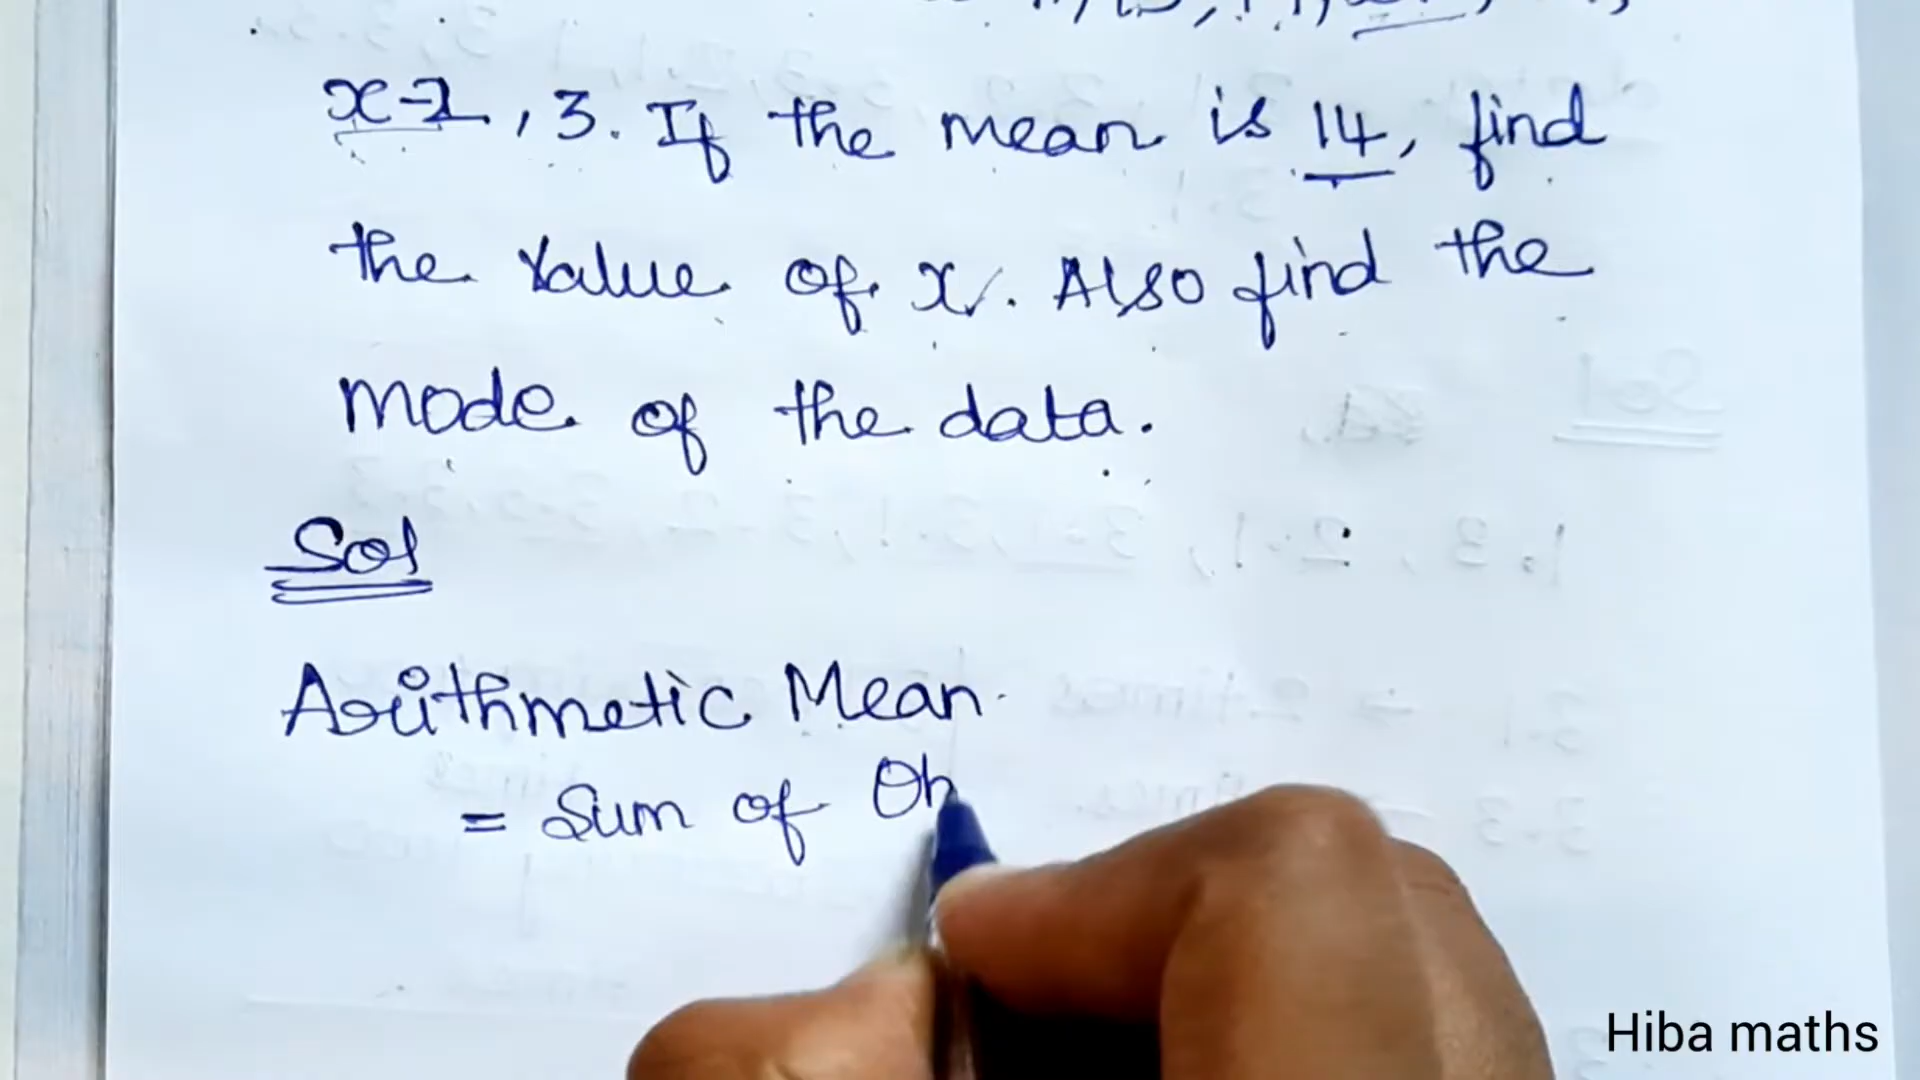 x-2, 3. If the mean is 14, find
the value of x. Also find the
mode of the data.
Sol
Arithmetic Mean
= Sum of Ob
Hiba maths